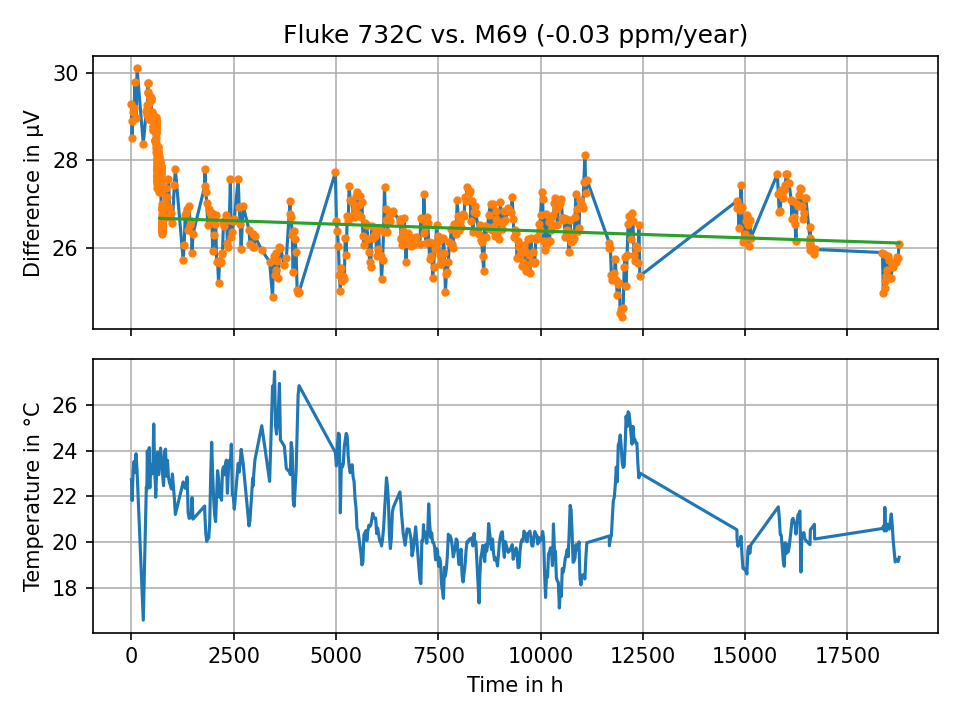 Fluke 732C vs. M69 (-0.03 ppm/year)
Difference in µV
30
28
26
Temperature in °C
26
24
22
20
18
0 2500 5000 7500 10000 12500 15000 17500
Time in h